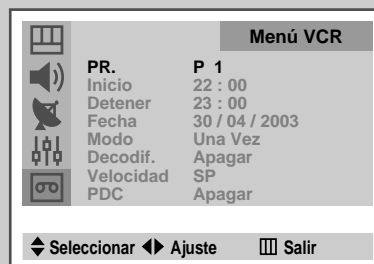 Menú VCR
PR. P 1
Inicio 22 : 00
Detener 23 : 00
Fecha 30 / 04 / 2003
Modo Una Vez
Decodif. Apagar
Velocidad SP
PDC Apagar
Seleccionar Ajuste Salir